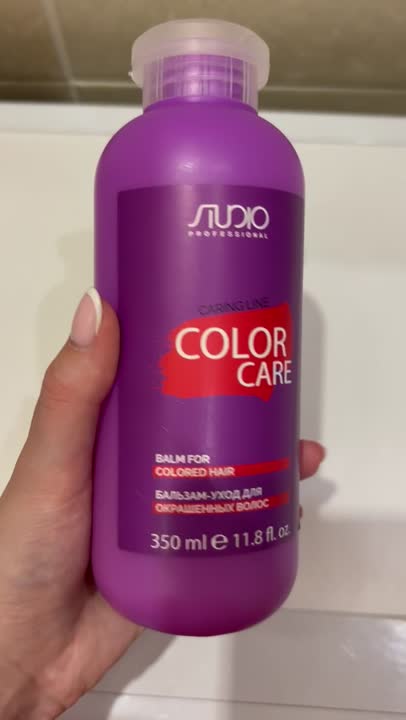 STUDIO
PROFESSIONAL
CARING LINE
COLOR
CARE
BALM FOR
COLORED HAIR
БАЛЬЗАМ-УХОД ДЛЯ
ОКРАШЕННЫХ ВОЛОС
350 ml ℮ 11.8 fl. oz.